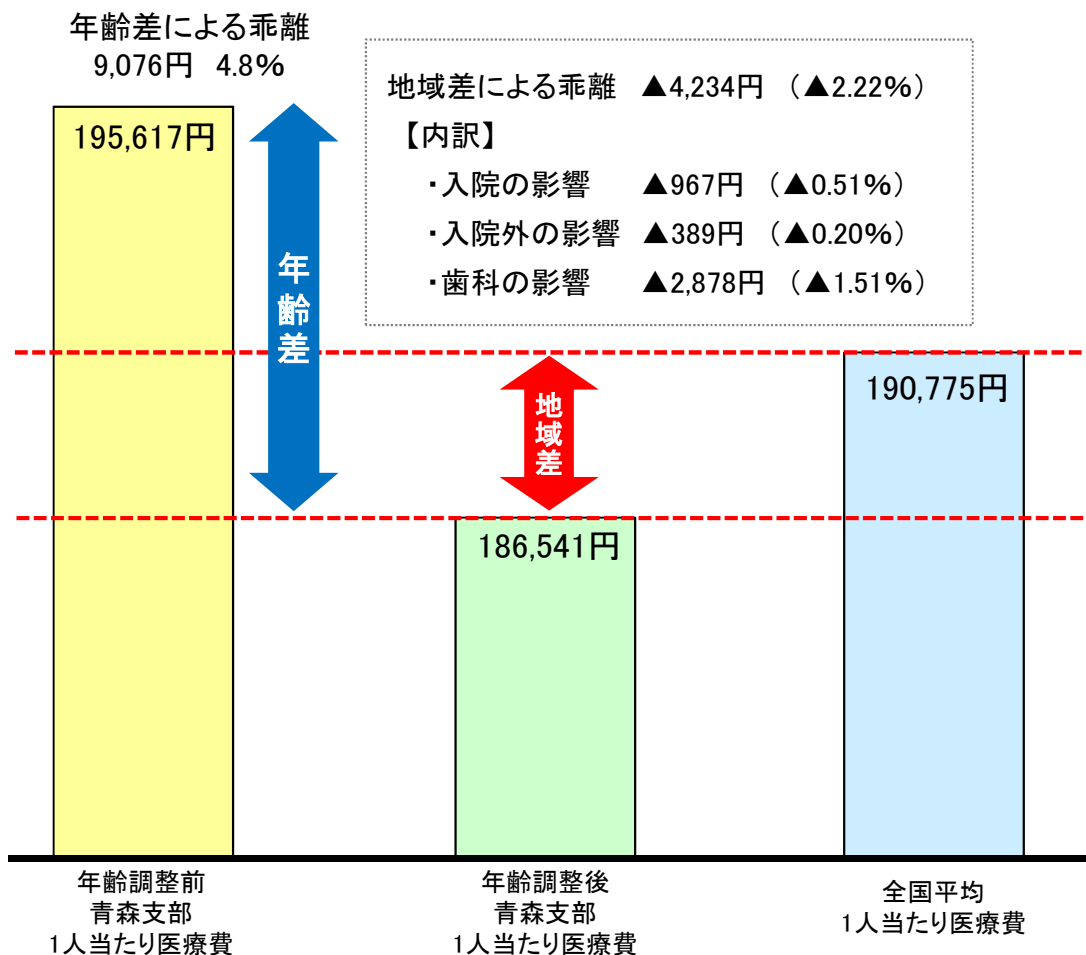 年齢差による乖離
9,076円 4.8%
地域差による乖離 ▲4,234円 (▲2.22%)
【内訳】
・入院の影響 ▲967円 (▲0.51%)
・入院外の影響 ▲389円 (▲0.20%)
・歯科の影響 ▲2,878円 (▲1.51%)
195,617円
年齢差
地域差
190,775円
186,541円
年齢調整前
青森支部
1人当たり医療費
年齢調整後
青森支部
1人当たり医療費
全国平均
1人当たり医療費